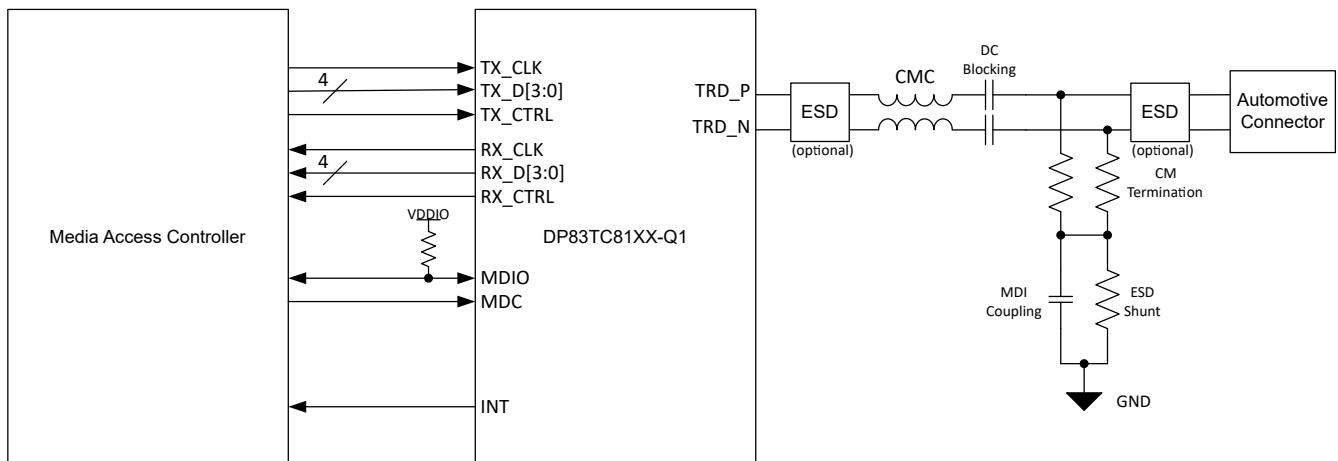 Media Access Controller
4
4
VDDIO
TX_CLK
TX_D[3:0]
TX_CTRL
RX_CLK
RX_D[3:0]
RX_CTRL
MDIO
MDC
INT
DP83TC81XX-Q1
TRD_P
TRD_N
ESD
(optional)
CMC
DC
Blocking
ESD
(optional)
Automotive
Connector
CM
Termination
MDI
Coupling
ESD
Shunt
GND